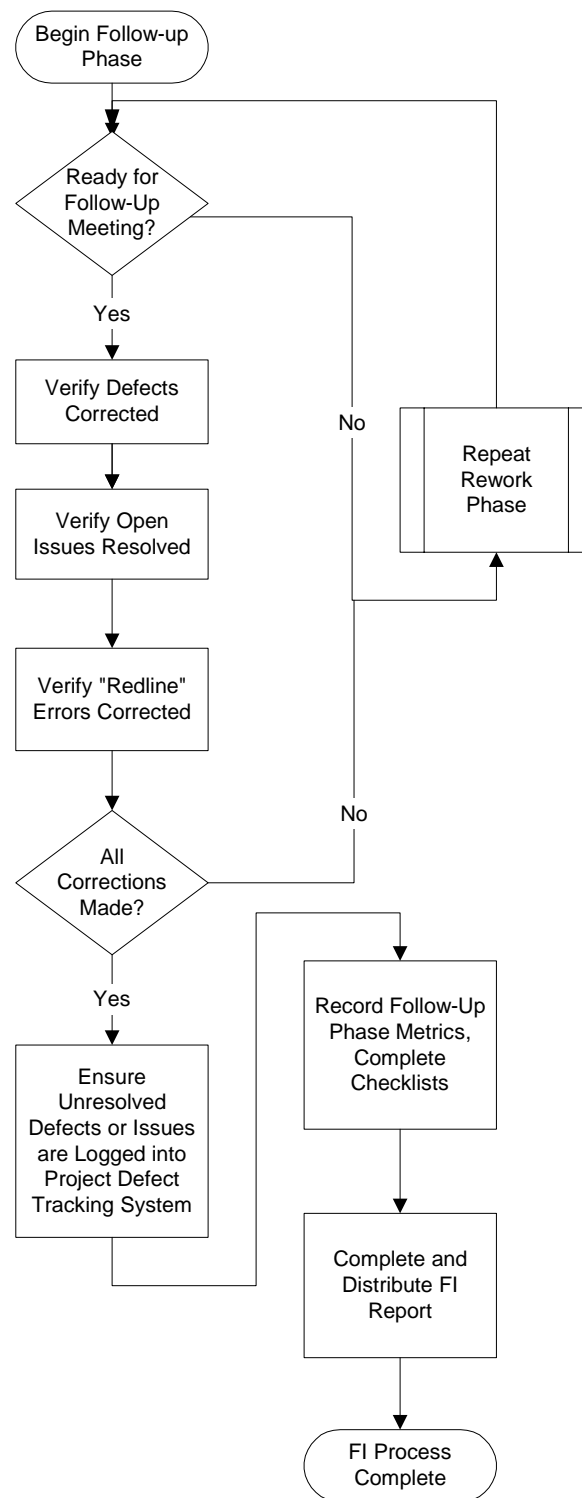 Begin Follow-up
Phase
Ready for
Follow-Up
Meeting?
Yes
Verify Defects
Corrected
No
Repeat
Rework
Phase
Verify Open
Issues Resolved
Verify "Redline"
Errors Corrected
No
All
Corrections
Made?
Yes
Ensure
Unresolved
Defects or Issues
are Logged into
Project Defect
Tracking System
Record Follow-Up
Phase Metrics,
Complete
Checklists
Complete and
Distribute FI
Report
FI Process
Complete